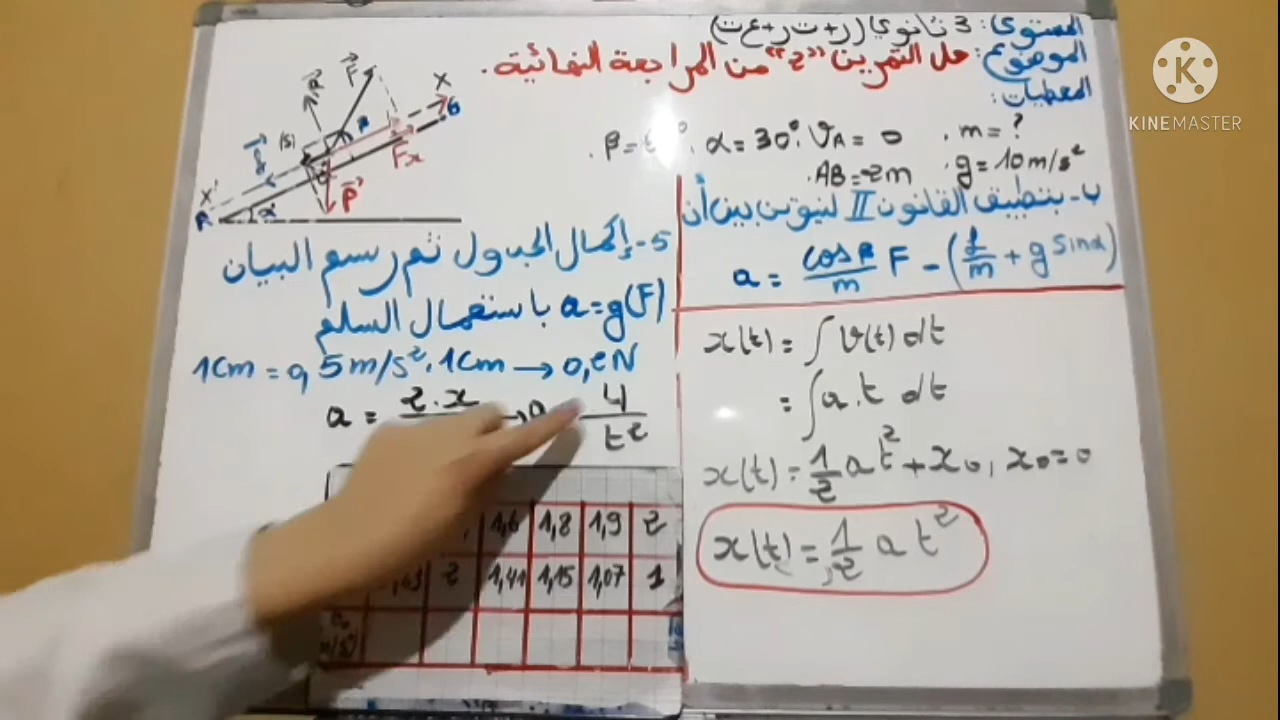 المستوى: 3 ثانوي (ر+ت ر+ع ت)
الموضوع: حل التمرين "2" من المراجعة النهائية.
المعطيات:
KINEMASTER
. α = 30° . V_A = 0 . m = ?
. AB = 2m . g = 10 m/s²
ب- بتطبيق القانون II لنيوتن بين أن
a = cosβ/m F - (f/m + g sinα)
x(t) = ∫ v(t) dt
= ∫ a.t dt
x(t) = 1/2 a t² + x₀, x₀ = 0
x(t) = 1/2 a t²
R F X
(S) B
f Fx
X' P
A α
5- إكمال الجدول ثم رسم البيان
a = g(F) باستعمال السلم
1cm = 0,5 m/s² . 1cm → 0,2N
a = 2.x 4/t²
1,6 1,8 1,9 2
2 1,41 1,15 1,07 1
m/s²